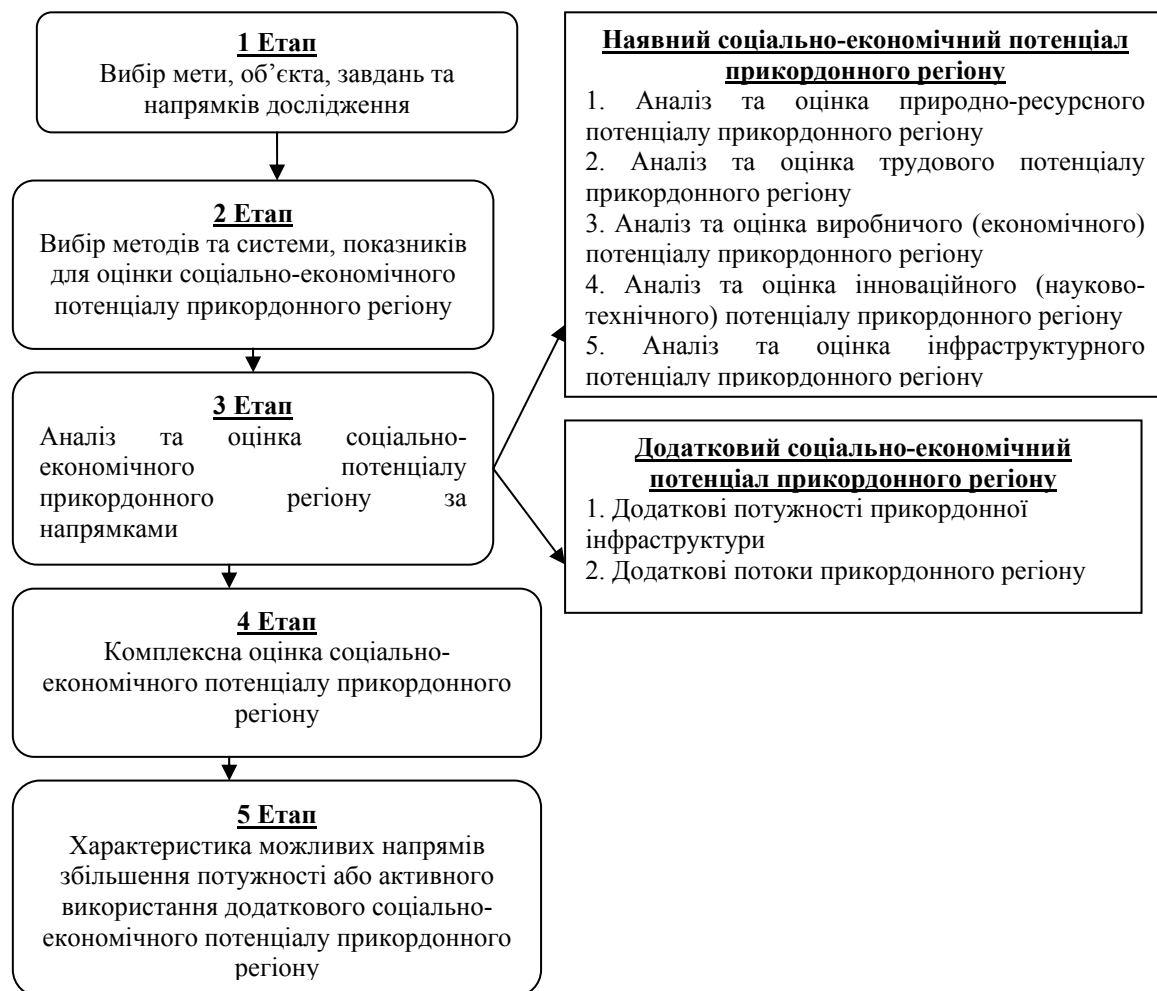 1 Етап
Вибір мети, об’єкта, завдань та
напрямків дослідження
2 Етап
Вибір методів та системи, показників
для оцінки соціально-економічного
потенціалу прикордонного регіону
3 Етап
Аналіз та оцінка соціально-
економічного потенціалу
прикордонного регіону за
напрямками
4 Етап
Комплексна оцінка соціально-
економічного потенціалу прикордонного
регіону
5 Етап
Характеристика можливих напрямів
збільшення потужності або активного
використання додаткового соціально-
економічного потенціалу прикордонного
регіону
Наявний соціально-економічний потенціал
прикордонного регіону
1. Аналіз та оцінка природно-ресурсного
потенціалу прикордонного регіону
2. Аналіз та оцінка трудового потенціалу
прикордонного регіону
3. Аналіз та оцінка виробничого (економічного)
потенціалу прикордонного регіону
4. Аналіз та оцінка інноваційного (науково-
технічного) потенціалу прикордонного регіону
5. Аналіз та оцінка інфраструктурного
потенціалу прикордонного регіону
Додатковий соціально-економічний
потенціал прикордонного регіону
1. Додаткові потужності прикордонної
інфраструктури
2. Додаткові потоки прикордонного регіону